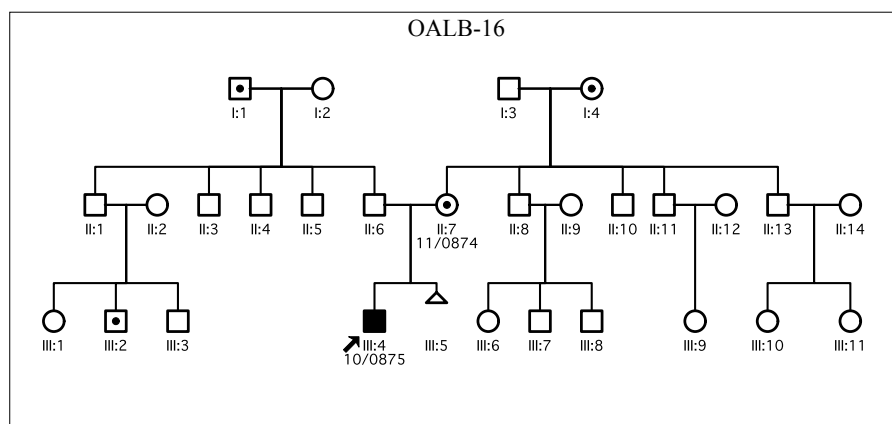 OALB-16
I:1 I:2 I:3 I:4
II:1 II:2 II:3 II:4 II:5 II:6 II:7 II:8 II:9 II:10 II:11 II:12 II:13 II:14
11/0874
III:1 III:2 III:3 III:4 III:5 III:6 III:7 III:8 III:9 III:10 III:11
10/0875